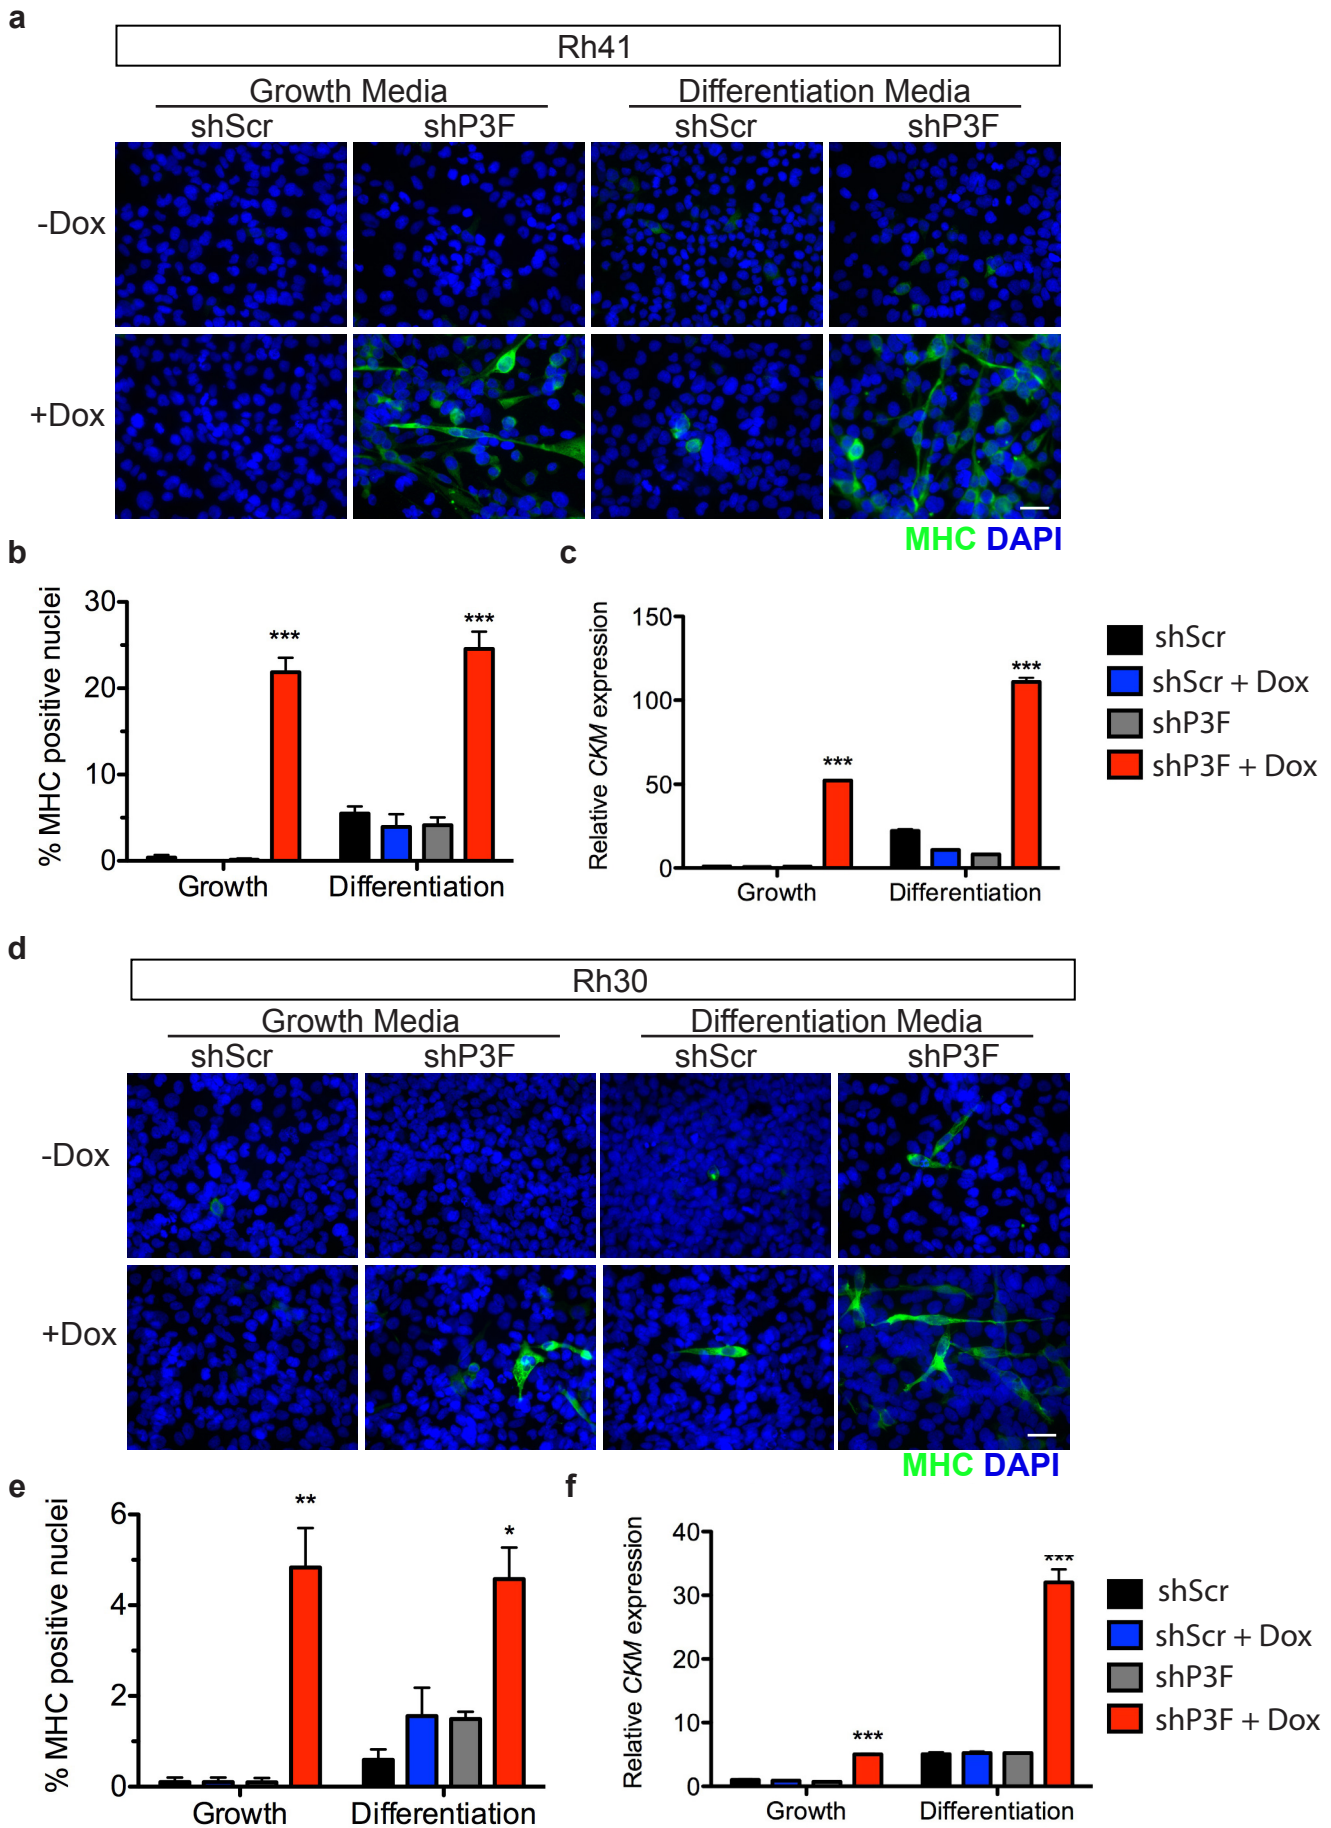 a
Rh41
Growth Media Differentiation Media
shScr shP3F shScr shP3F
-Dox
+Dox
MHC DAPI
b
% MHC positive nuclei
30
20
10
0
*** ***
Growth Differentiation
c
Relative CKM expression
150
100
50
0
*** ***
Growth Differentiation
shScr
shScr + Dox
shP3F
shP3F + Dox
d
Rh30
Growth Media Differentiation Media
shScr shP3F shScr shP3F
-Dox
+Dox
MHC DAPI
e
% MHC positive nuclei
6
4
2
0
** *
Growth Differentiation
f
Relative CKM expression
40
30
20
10
0
*** ***
Growth Differentiation
shScr
shScr + Dox
shP3F
shP3F + Dox